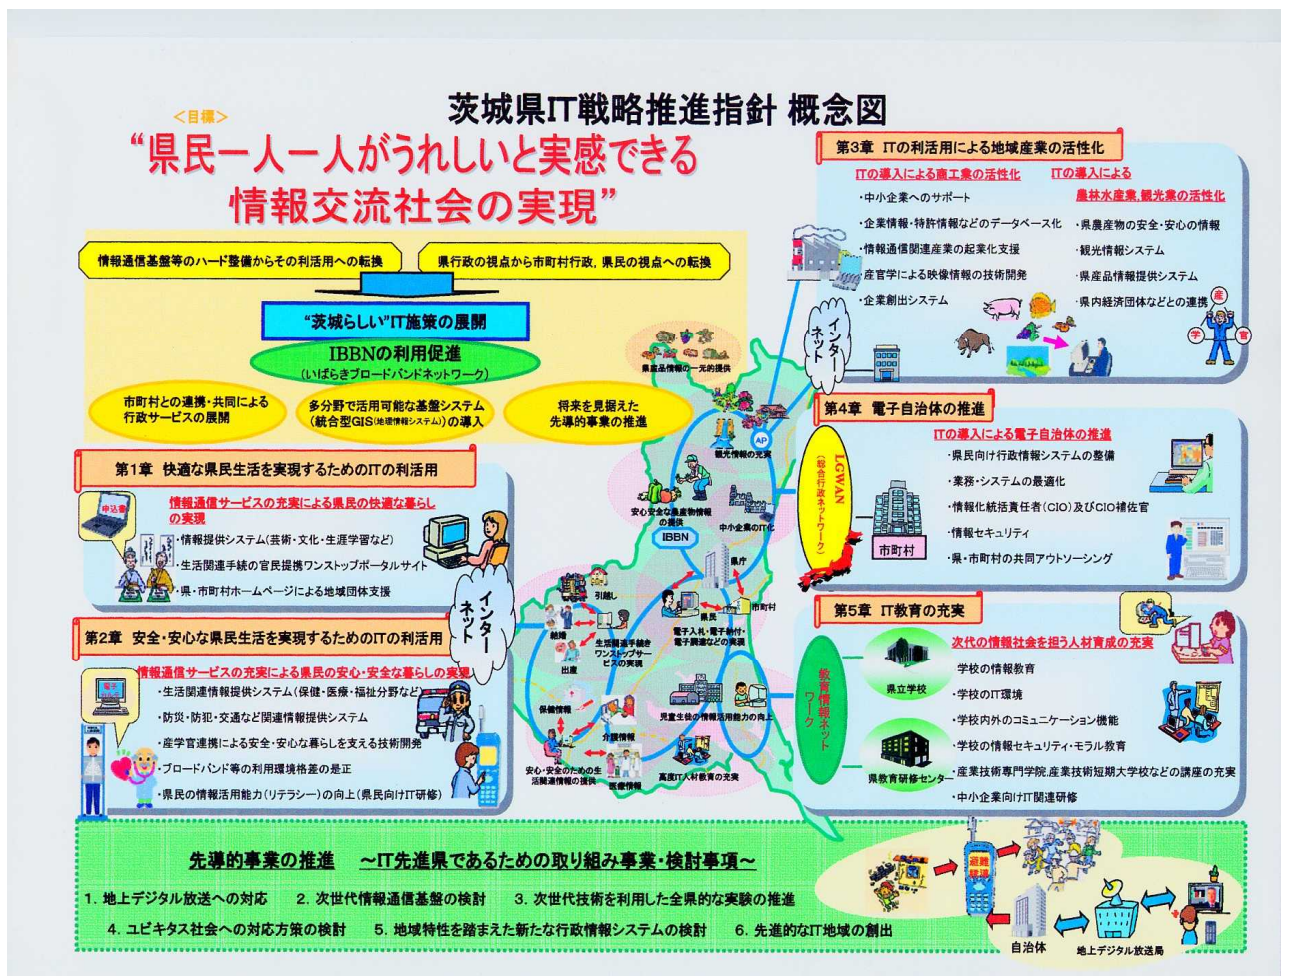 茨城県IT戦略推進指針 概念図
<目標>
“県民一人一人がうれしいと実感できる
情報交流社会の実現”
情報通信基盤等のハード整備からその利活用への転換
県行政の視点から市町村行政，県民の視点への転換
“茨城らしい”IT施策の展開
IBBNの利用促進
(いばらきブロードバンドネットワーク)
市町村との連携・共同による
行政サービスの展開
多分野で活用可能な基盤システム
(統合型GIS(地理情報システム))の導入
将来を見据えた
先導的事業の推進
第1章 快適な県民生活を実現するためのITの利活用
申込書
情報通信サービスの充実による県民の快適な暮らし
の実現
・情報提供システム(芸術・文化・生涯学習など)
・生活関連手続の官民提携ワンストップポータルサイト
・県・市町村ホームページによる地域団体支援
インターネット
第2章 安全・安心な県民生活を実現するためのITの利活用
電子
情報通信サービスの充実による県民の安心・安全な暮らしの実現
・生活関連情報提供システム(保健・医療・福祉分野など)
・防災・防犯・交通など関連情報提供システム
・産学官連携による安全・安心な暮らしを支える技術開発
・ブロードバンド等の利用環境格差の是正
・県民の情報活用能力(リテラシー)の向上(県民向けIT研修)
県産品情報の一元的提供
観光情報の充実
AP
安心安全な農産物情報
の提供
中小企業のIT化
IBBN
県庁
引越し
県民
市町村
結婚
生活関連手続き
ワンストップサー
ビスの実現
電子入札・電子納付・
電子調達などの実現
出産
保健情報
児童生徒の情報活用能力の向上
介護情報
安心・安全のための生
活関連情報の提供
医療情報
高度IT人材教育の充実
第3章 ITの利活用による地域産業の活性化
ITの導入による商工業の活性化
・中小企業へのサポート
・企業情報・特許情報などのデータベース化
・情報通信関連産業の起業化支援
・産官学による映像情報の技術開発
・企業創出システム
ITの導入による
農林水産業，観光業の活性化
・県農産物の安全・安心の情報
・観光情報システム
・県産品情報提供システム
・県内経済団体などとの連携
産
学
官
インターネット
第4章 電子自治体の推進
LGWAN
(総合行政ネットワーク)
市町村
ITの導入による電子自治体の推進
・県民向け行政情報システムの整備
・業務・システムの最適化
・情報化統括責任者(CIO)及びCIO補佐官
・情報セキュリティ
・県・市町村の共同アウトソーシング
第5章 IT教育の充実
教育情報ネットワーク
県立学校
県教育研修センター
次代の情報社会を担う人材育成の充実
・学校の情報教育
・学校のIT環境
・学校内外のコミュニケーション機能
・学校の情報セキュリティ・モラル教育
・産業技術専門学院，産業技術短期大学校などの講座の充実
・中小企業向けIT関連研修
先導的事業の推進　～IT先進県であるための取り組み事業・検討事項～
1. 地上デジタル放送への対応　2. 次世代情報通信基盤の検討　3. 次世代技術を利用した全県的な実験の推進
4. ユビキタス社会への対応方策の検討　5. 地域特性を踏まえた新たな行政情報システムの検討　6. 先進的なIT地域の創出
避難
誘導
自治体
地上デジタル放送局